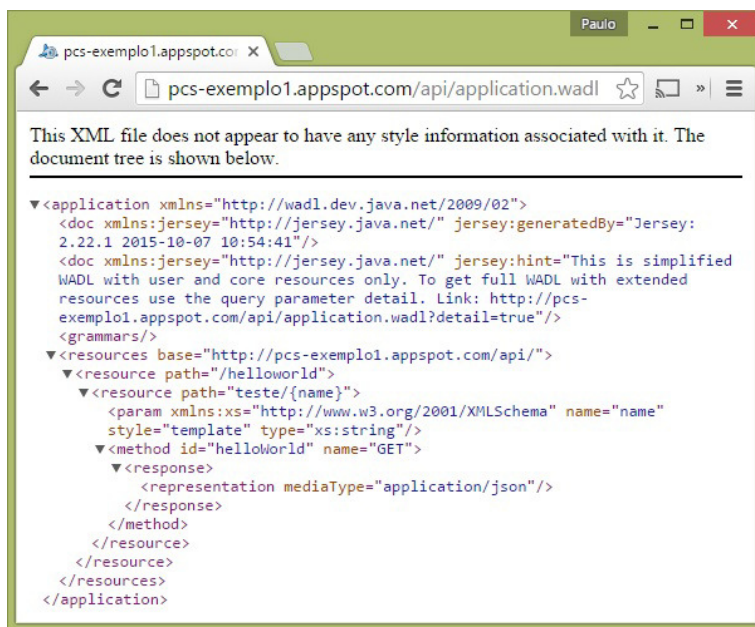 Paulo
pcs-exemplo1.appspot.co
pcs-exemplo1.appspot.com/api/application.wadl
This XML file does not appear to have any style information associated with it. The
document tree is shown below.
▼<application xmlns="http://wadl.dev.java.net/2009/02">
<doc xmlns:jersey="http://jersey.java.net/" jersey:generatedBy="Jersey:
2.22.1 2015-10-07 10:54:41"/>
<doc xmlns:jersey="http://jersey.java.net/" jersey:hint="This is simplified
WADL with user and core resources only. To get full WADL with extended
resources use the query parameter detail. Link: http://pcs-
exemplo1.appspot.com/api/application.wadl?detail=true"/>
<grammars/>
▼<resources base="http://pcs-exemplo1.appspot.com/api/">
▼<resource path="/helloworld">
▼<resource path="teste/{name}">
<param xmlns:xs="http://www.w3.org/2001/XMLSchema" name="name"
style="template" type="xs:string"/>
▼<method id="helloWorld" name="GET">
▼<response>
<representation mediaType="application/json"/>
</response>
</method>
</resource>
</resource>
</resources>
</application>